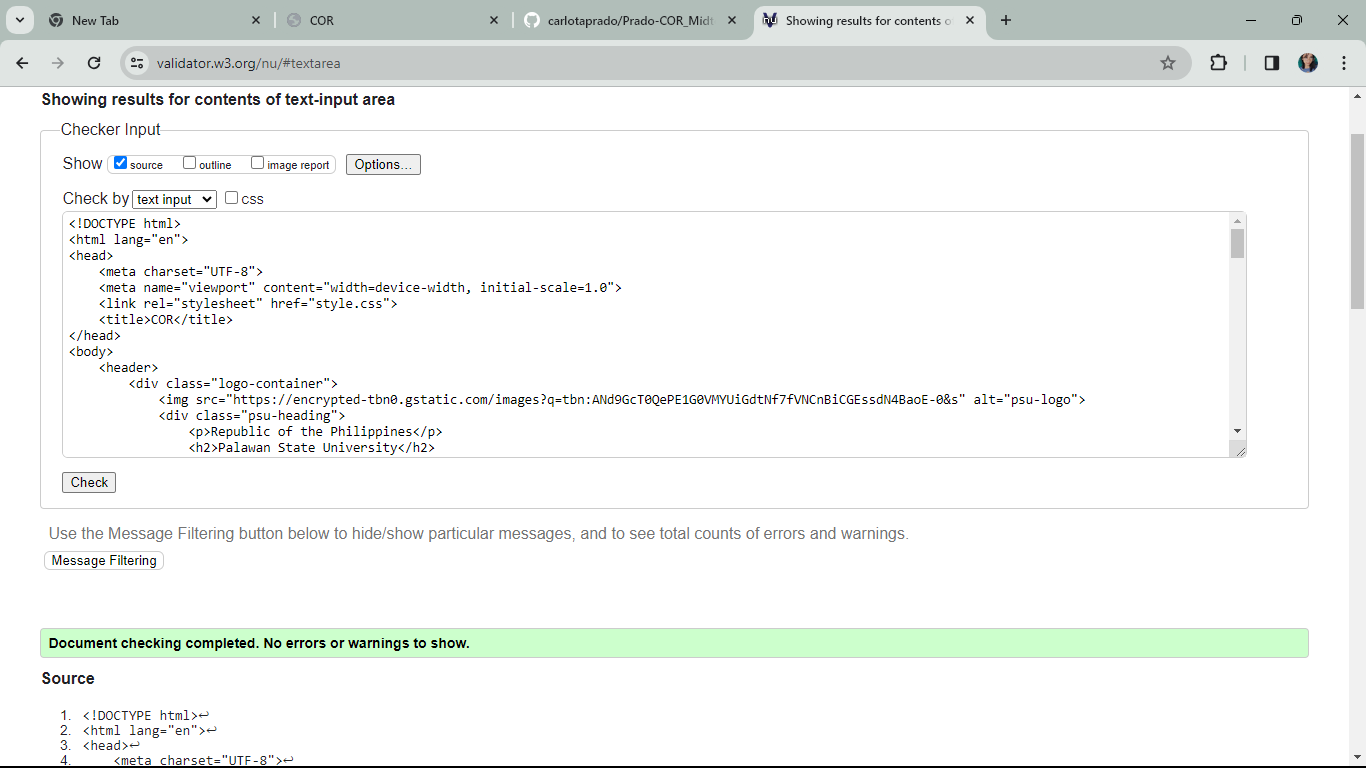 New Tab
COR
carlotaprado/Prado-COR_Midt
Showing results for contents o
validator.w3.org/nu/#textarea
Showing results for contents of text-input area
Checker Input
Show source outline image report Options...
Check by text input css
<!DOCTYPE html>
<html lang="en">
<head>
    <meta charset="UTF-8">
    <meta name="viewport" content="width=device-width, initial-scale=1.0">
    <link rel="stylesheet" href="style.css">
    <title>COR</title>
</head>
<body>
    <header>
        <div class="logo-container">
            <img src="https://encrypted-tbn0.gstatic.com/images?q=tbn:ANd9GcT0QePE1G0VMYUiGdtNf7fVNCnBiCGEssdN4BaoE-0&s" alt="psu-logo">
            <div class="psu-heading">
                <p>Republic of the Philippines</p>
                <h2>Palawan State University</h2>
Check
Use the Message Filtering button below to hide/show particular messages, and to see total counts of errors and warnings.
Message Filtering
Document checking completed. No errors or warnings to show.
Source
1. <!DOCTYPE html>↩
2. <html lang="en">↩
3. <head>↩
4.     <meta charset="UTF-8">↩